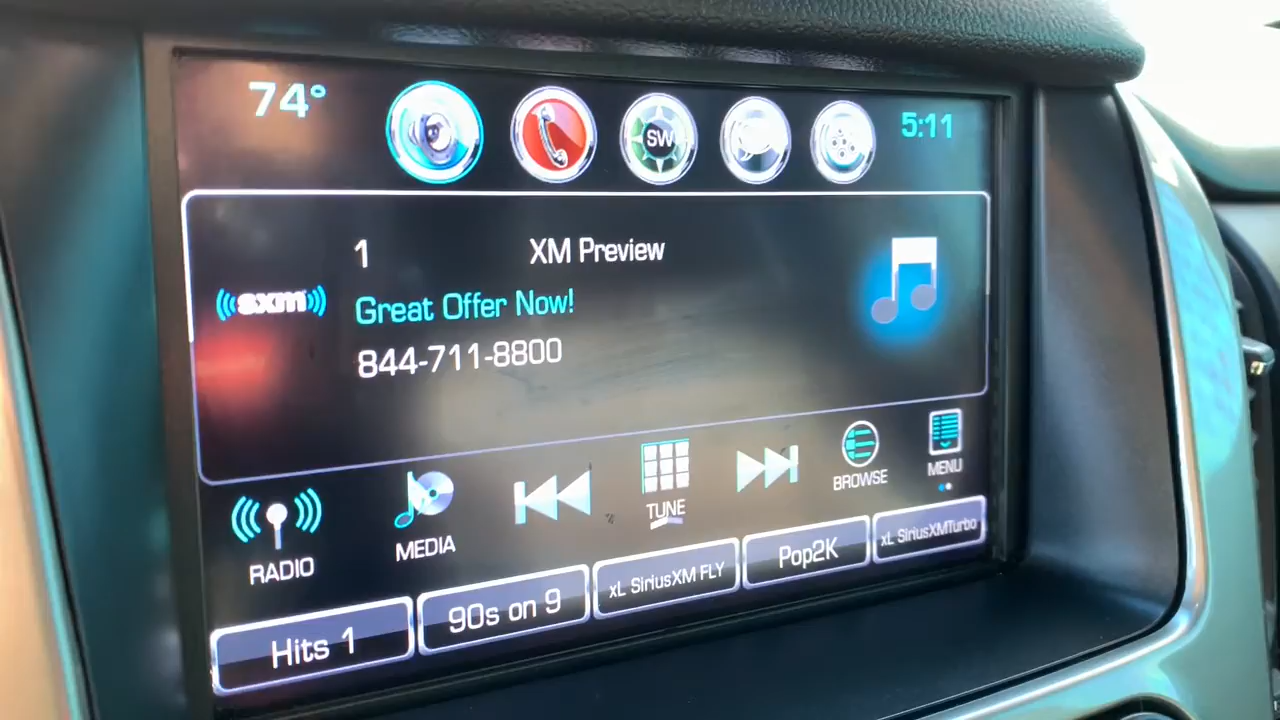 74°
SW
5:11
1 XM Preview
sxm
Great Offer Now!
844-711-8800
RADIO
MEDIA
TUNE
BROWSE
MENU
Hits 1
90s on 9
xL SiriusXM FLY
Pop2K
xL SiriusXMTurbo